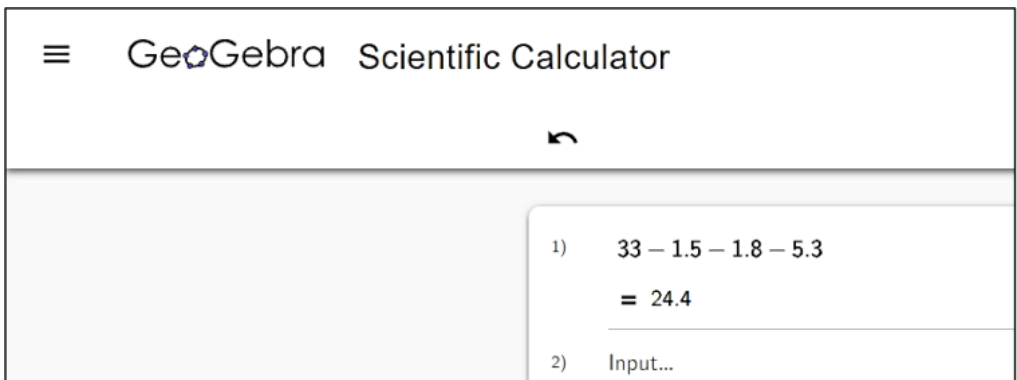 GeoGebra Scientific Calculator
1) 33 – 1.5 – 1.8 – 5.3
= 24.4
2) Input...